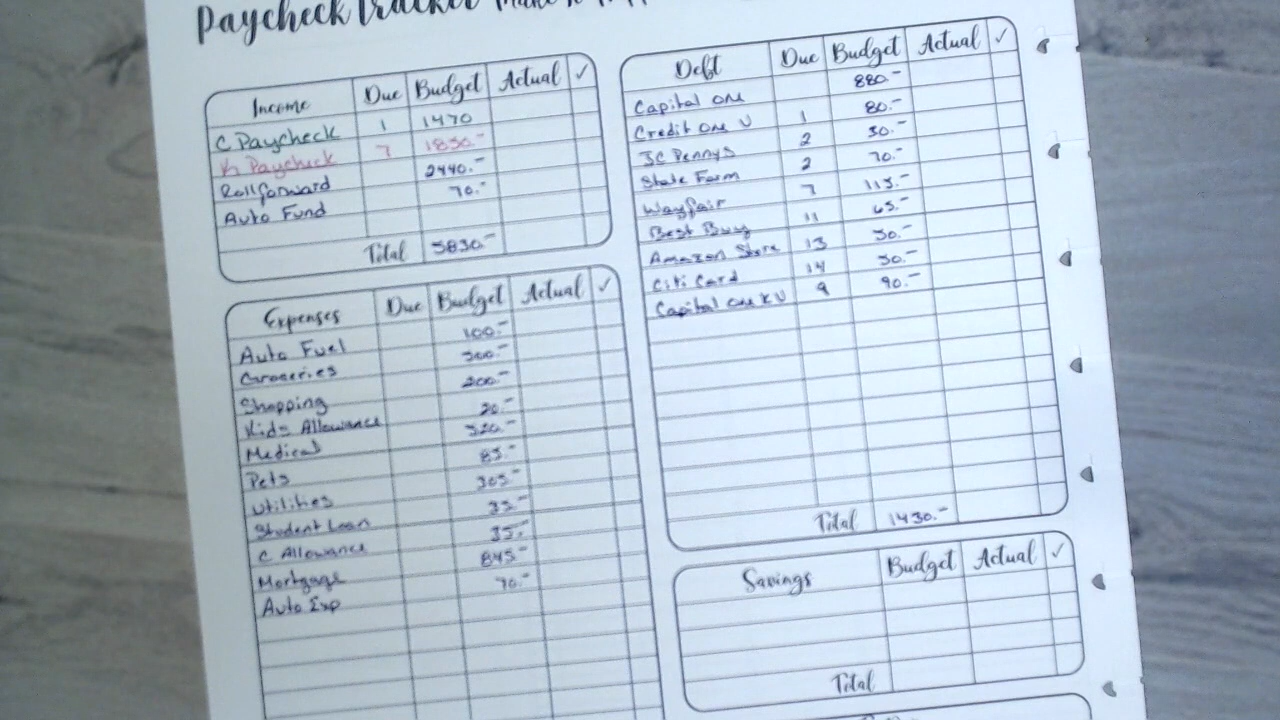 Paycheck Tracker
Income Due Budget Actual ✓
C Paycheck 1 1470
K Paycheck 7 1850.-
Rollforward 2440.-
Auto Fund 70.-
Total 5830.-
Expenses Due Budget Actual ✓
Auto Fuel 100.-
Groceries 300.-
Shopping 200.-
Kids Allowance 20.-
Medical 320.-
Pets 85.-
Utilities 305.-
Student Loan 35.-
C Allowance 35.-
Mortgage 845.-
Auto Exp 70.-
Debt Due Budget Actual ✓
Capital One 880.-
Credit One V 1 80.-
JC Pennys 2 30.-
State Farm 2 70.-
Wayfair 7 115.-
Best Buy 11 65.-
Amazon Store 13 50.-
Citi Card 14 50.-
Capital One KV 9 90.-
Total 1430.-
Savings Budget Actual ✓
Total